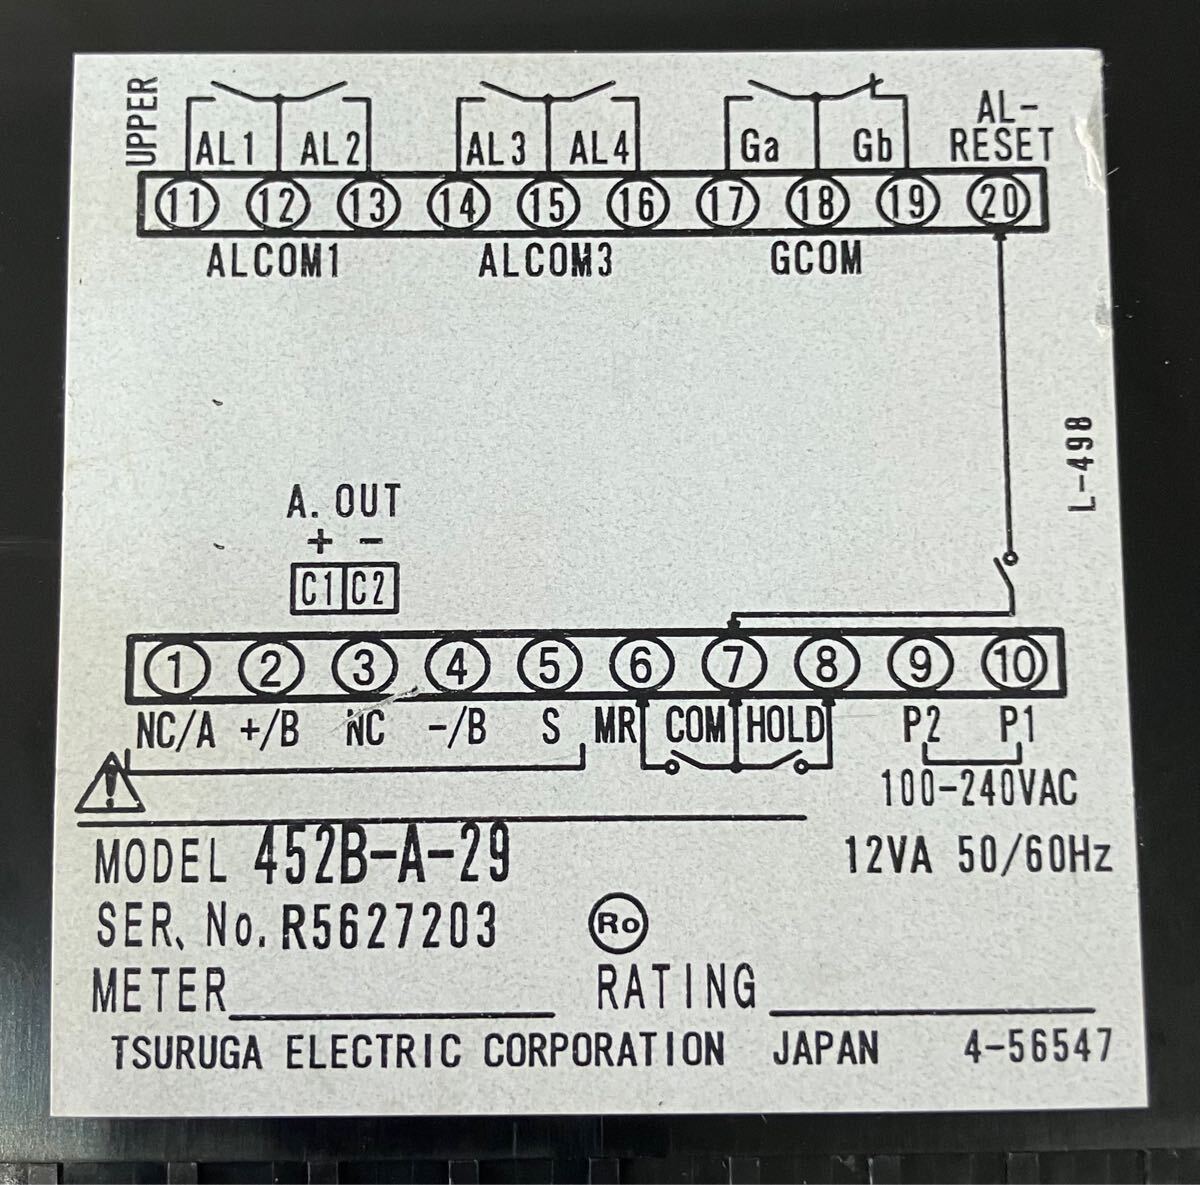 UPPER
AL1 AL2 AL3 AL4 Ga Gb AL-RESET
11 12 13 14 15 16 17 18 19 20
ALCOM1 ALCOM3 GCOM
L-498
A. OUT
+ -
C1 C2
1 2 3 4 5 6 7 8 9 10
NC/A +/B NC -/B S MR COM HOLD P2 P1
100-240VAC
!
MODEL 452B-A-29 12VA 50/60Hz
SER. No. R5627203 Ro
METER RATING
TSURUGA ELECTRIC CORPORATION JAPAN 4-56547